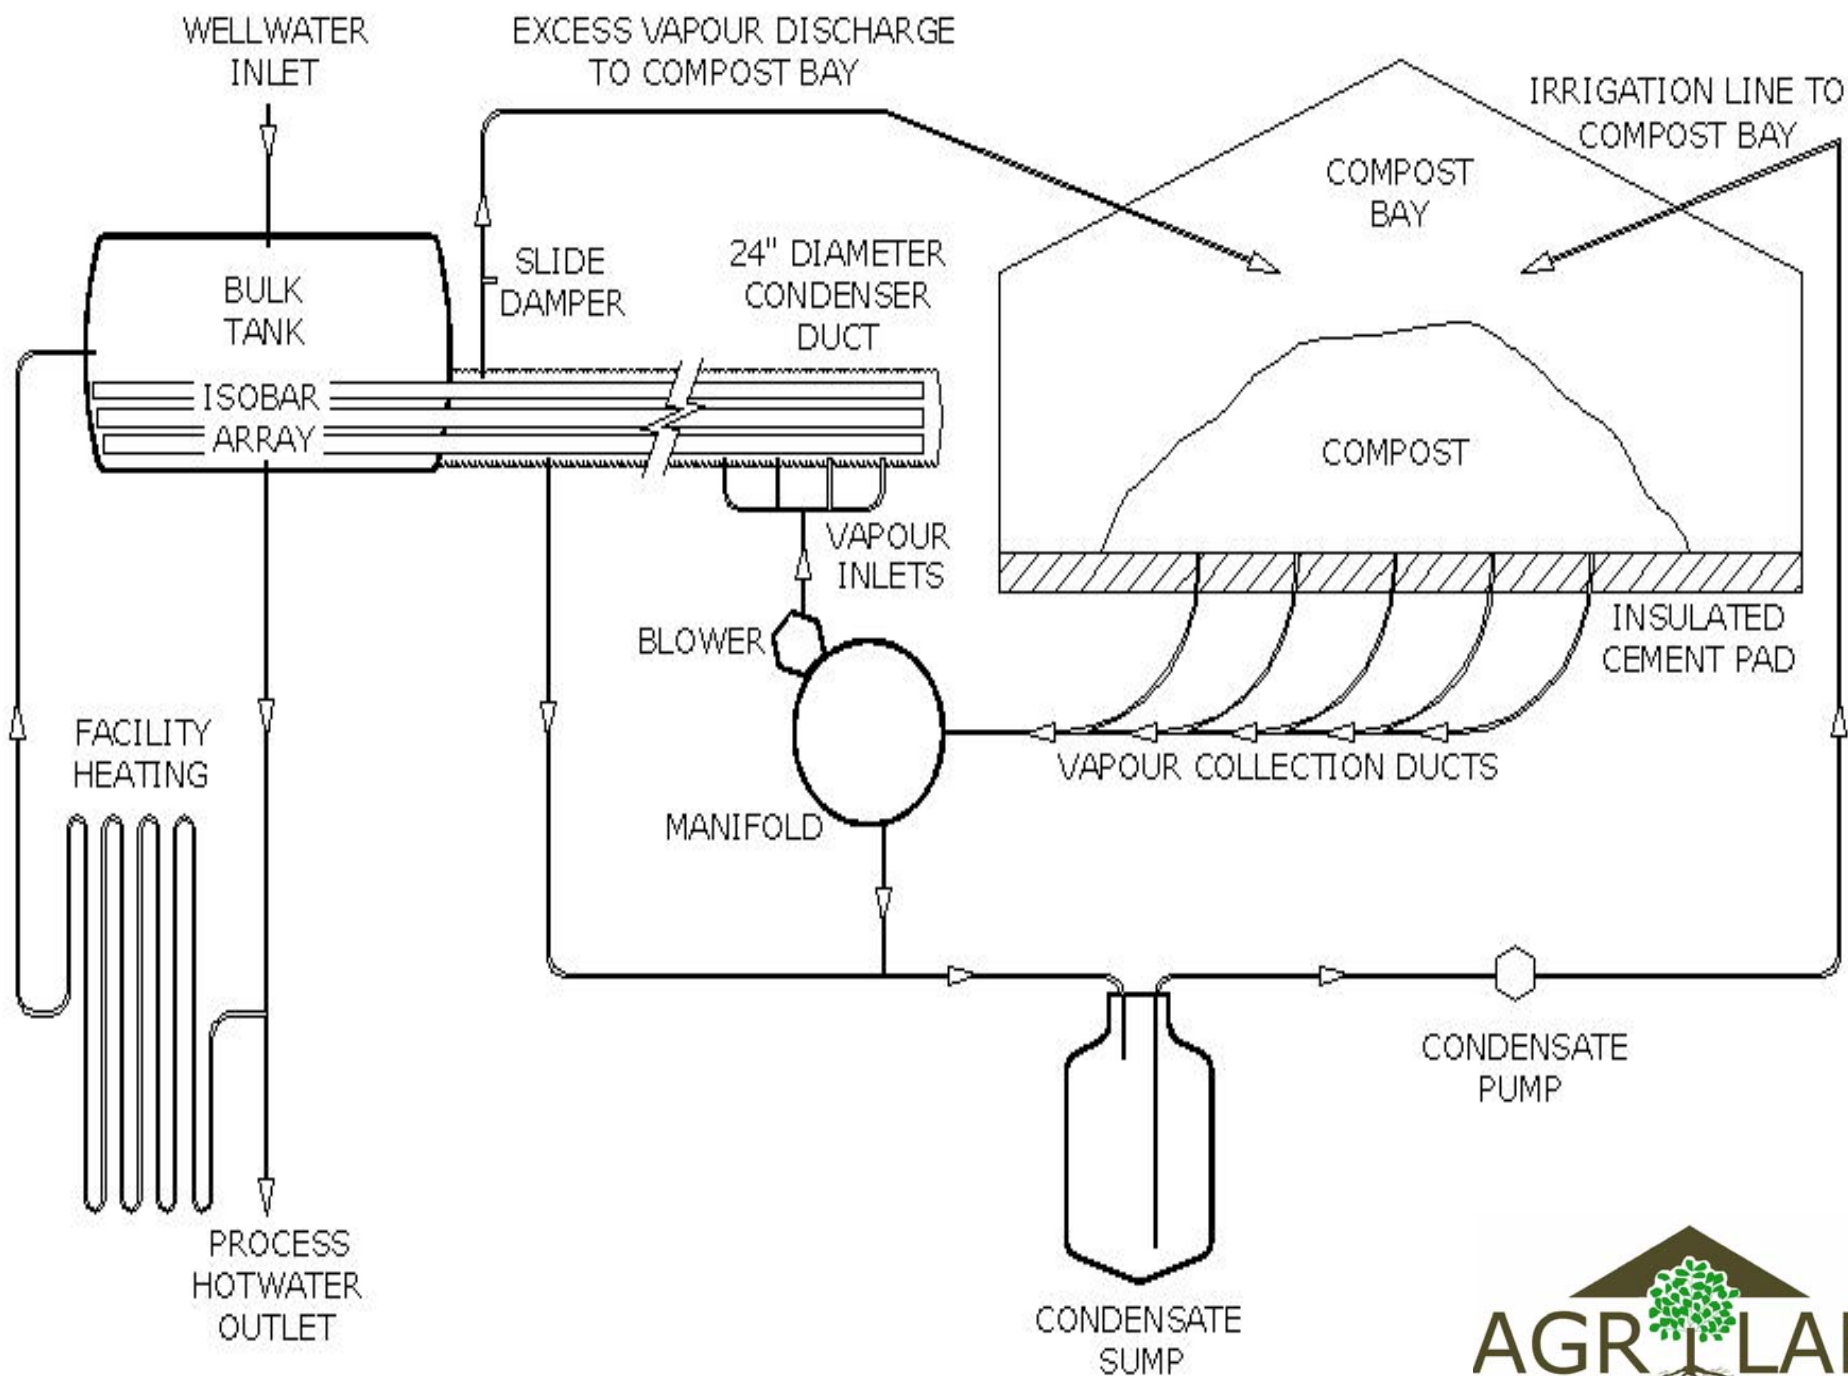 WELLWATER
INLET
EXCESS VAPOUR DISCHARGE
TO COMPOST BAY
IRRIGATION LINE TO
COMPOST BAY
COMPOST
BAY
BULK
TANK
SLIDE
DAMPER
24" DIAMETER
CONDENSER
DUCT
ISOBAR
ARRAY
COMPOST
VAPOUR
INLETS
BLOWER
INSULATED
CEMENT PAD
FACILITY
HEATING
VAPOUR COLLECTION DUCTS
MANIFOLD
CONDENSATE
PUMP
PROCESS
HOTWATER
OUTLET
CONDENSATE
SUMP